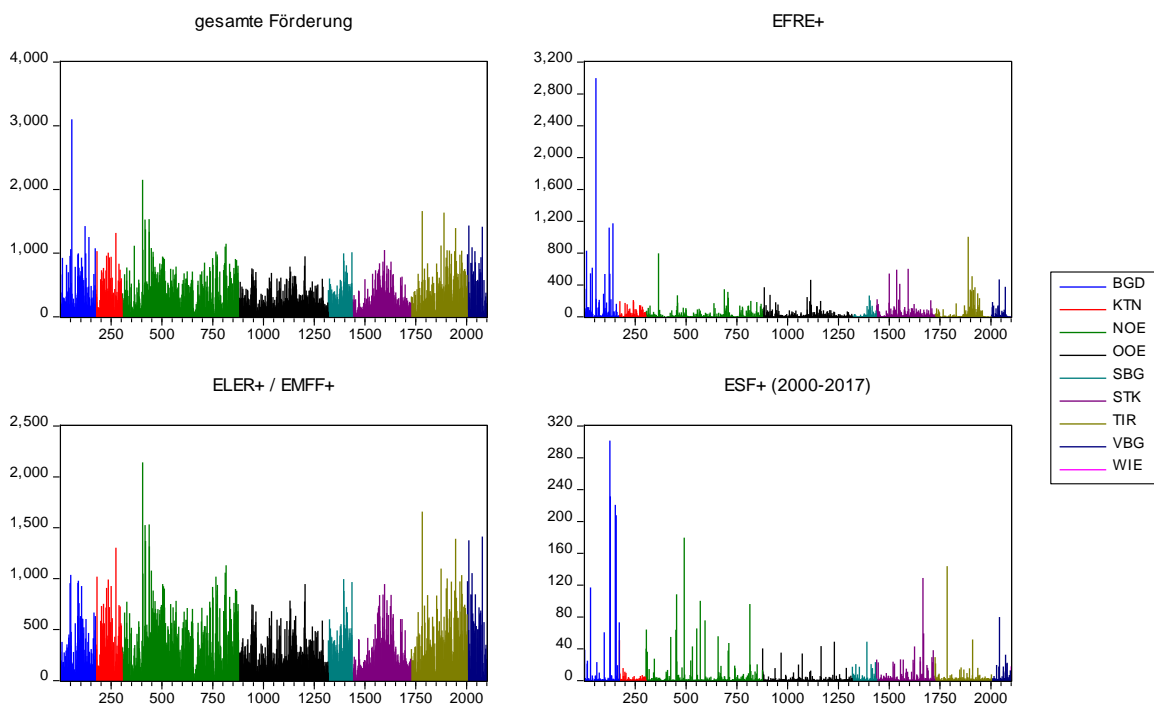 gesamte Förderung
4,000
3,000
2,000
1,000
0
250 500 750 1000 1250 1500 1750 2000
EFRE+
3,200
2,800
2,400
2,000
1,600
1,200
800
400
0
250 500 750 1000 1250 1500 1750 2000
ELER+ / EMFF+
2,500
2,000
1,500
1,000
500
0
250 500 750 1000 1250 1500 1750 2000
ESF+ (2000-2017)
320
280
240
200
160
120
80
40
0
250 500 750 1000 1250 1500 1750 2000
BGD
KTN
NOE
OOE
SBG
STK
TIR
VBG
WIE